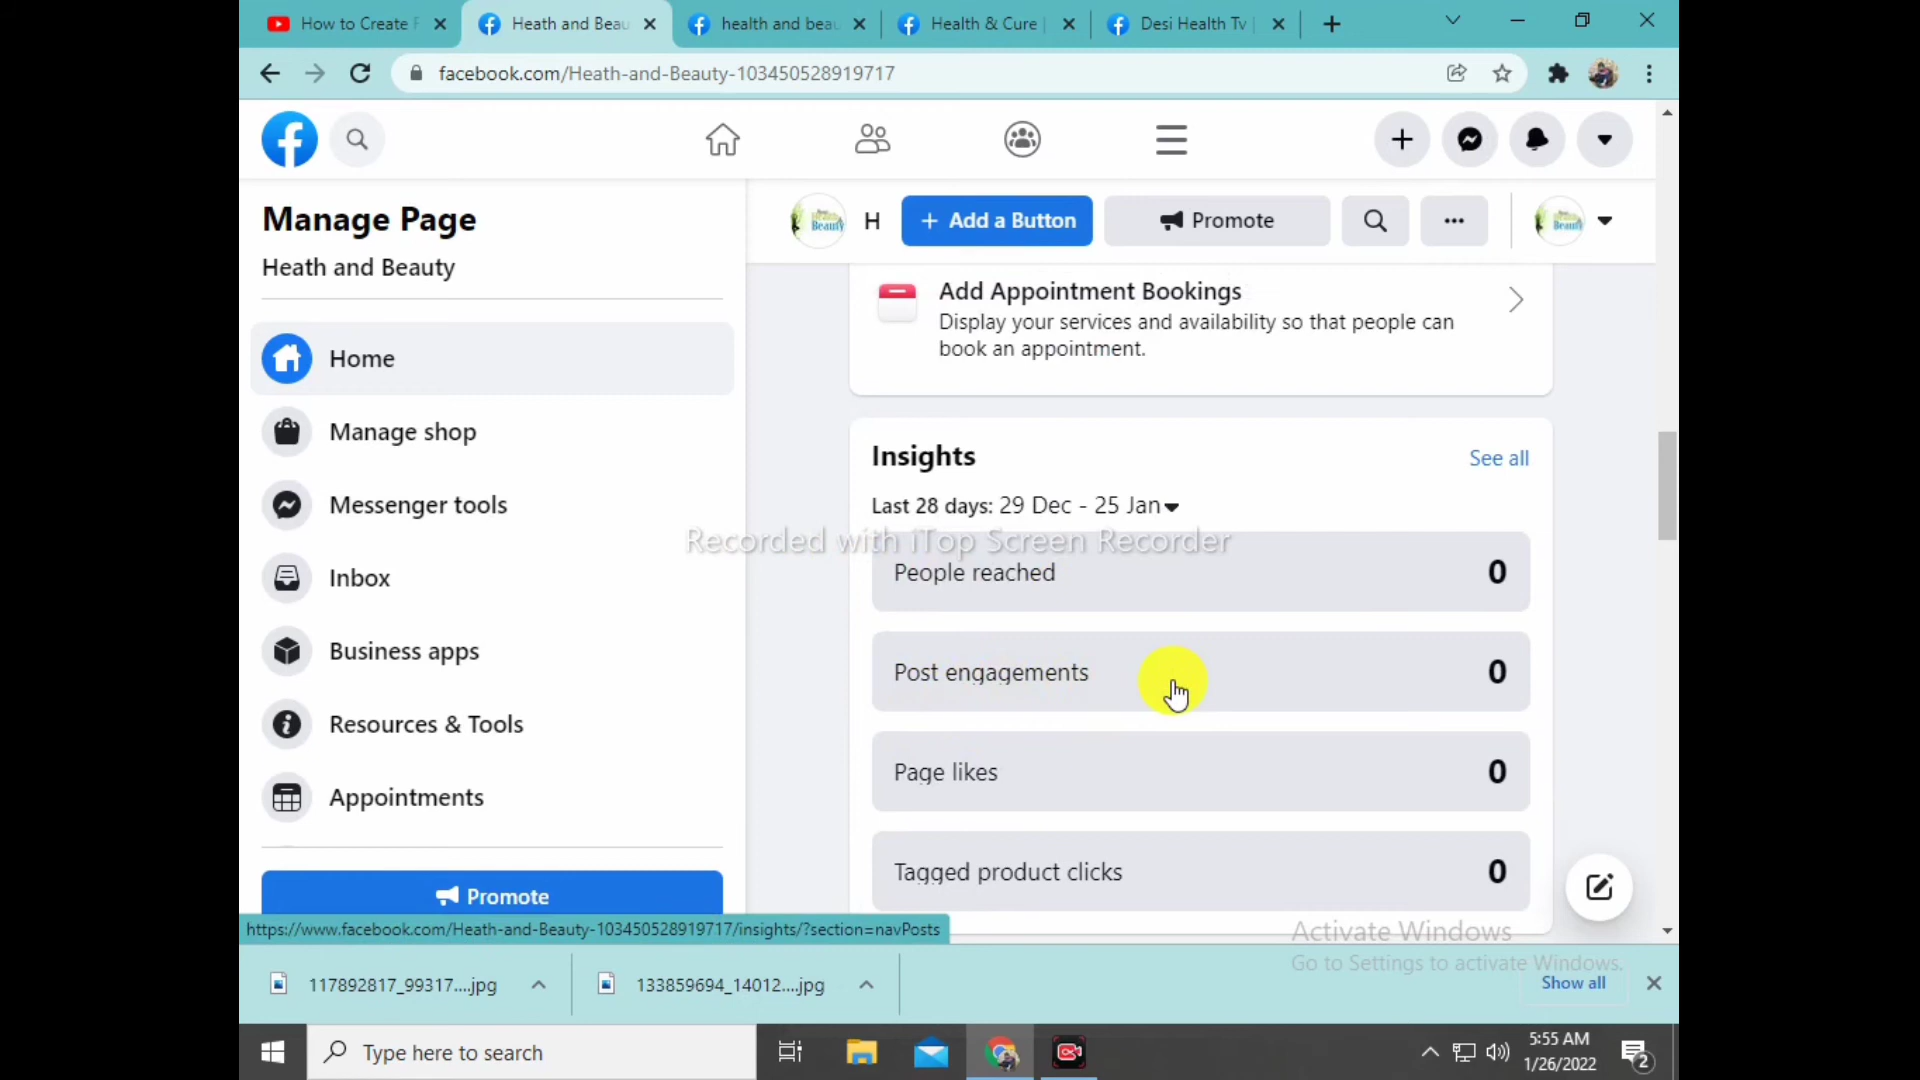 How to Create F
Heath and Beau
health and beau
Health & Cure |
Desi Health Tv |
facebook.com/Heath-and-Beauty-103450528919717
Manage Page
Heath and Beauty
Home
Manage shop
Messenger tools
Inbox
Business apps
Resources & Tools
Appointments
Promote
H
+ Add a Button
Promote
Add Appointment Bookings
Display your services and availability so that people can
book an appointment.
Insights
See all
Last 28 days: 29 Dec - 25 Jan
Recorded with iTop Screen Recorder
People reached 0
Post engagements 0
Page likes 0
Tagged product clicks 0
https://www.facebook.com/Heath-and-Beauty-103450528919717/insights/?section=navPosts
Activate Windows
Go to Settings to activate Windows.
117892817_99317....jpg
133859694_14012....jpg
Show all
Type here to search
5:55 AM
1/26/2022
2